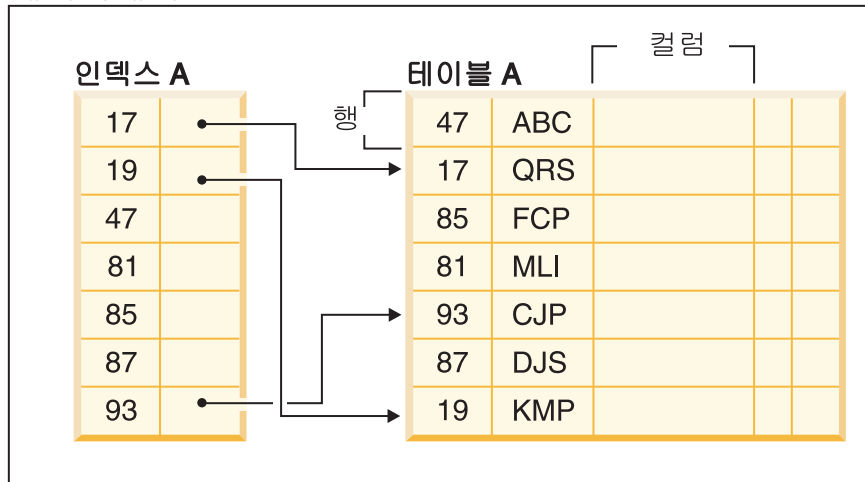 컬럼
인덱스 A
테이블 A
행
17
19
47
81
85
87
93
47 ABC
17 QRS
85 FCP
81 MLI
93 CJP
87 DJS
19 KMP